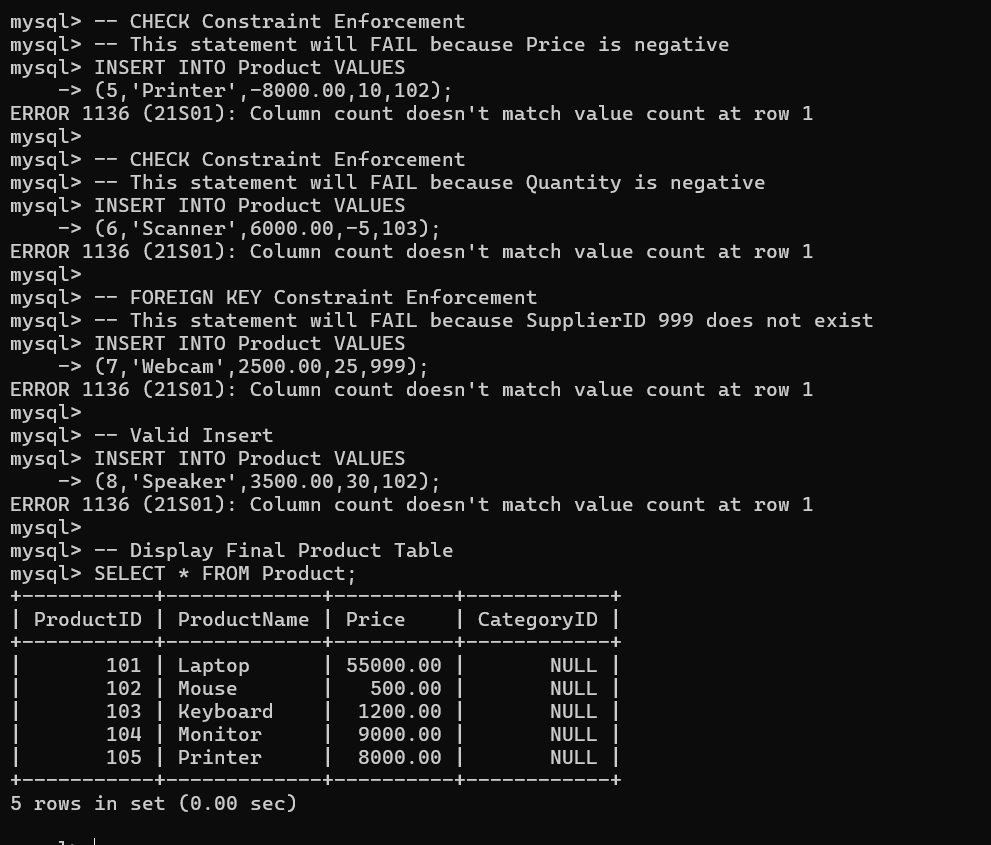 mysql> -- CHECK Constraint Enforcement
mysql> -- This statement will FAIL because Price is negative
mysql> INSERT INTO Product VALUES
    -> (5,'Printer',-8000.00,10,102);
ERROR 1136 (21S01): Column count doesn't match value count at row 1
mysql>
mysql> -- CHECK Constraint Enforcement
mysql> -- This statement will FAIL because Quantity is negative
mysql> INSERT INTO Product VALUES
    -> (6,'Scanner',6000.00,-5,103);
ERROR 1136 (21S01): Column count doesn't match value count at row 1
mysql>
mysql> -- FOREIGN KEY Constraint Enforcement
mysql> -- This statement will FAIL because SupplierID 999 does not exist
mysql> INSERT INTO Product VALUES
    -> (7,'Webcam',2500.00,25,999);
ERROR 1136 (21S01): Column count doesn't match value count at row 1
mysql>
mysql> -- Valid Insert
mysql> INSERT INTO Product VALUES
    -> (8,'Speaker',3500.00,30,102);
ERROR 1136 (21S01): Column count doesn't match value count at row 1
mysql>
mysql> -- Display Final Product Table
mysql> SELECT * FROM Product;
+-----------+-------------+----------+------------+
| ProductID | ProductName | Price    | CategoryID |
+-----------+-------------+----------+------------+
|       101 | Laptop      | 55000.00 |       NULL |
|       102 | Mouse       |   500.00 |       NULL |
|       103 | Keyboard    |  1200.00 |       NULL |
|       104 | Monitor     |  9000.00 |       NULL |
|       105 | Printer     |  8000.00 |       NULL |
+-----------+-------------+----------+------------+
5 rows in set (0.00 sec)